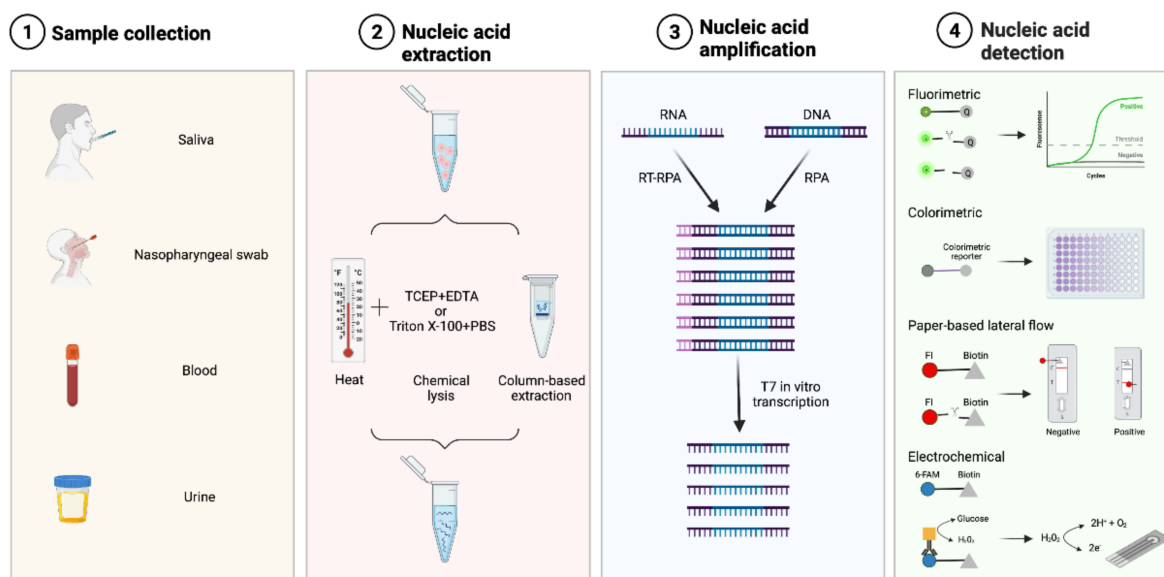 1 Sample collection
Saliva
Nasopharyngeal swab
Blood
Urine
2 Nucleic acid
extraction
°F °C
TCEP+EDTA
or
Triton X-100+PBS
Heat
Chemical
lysis
Column-based
extraction
3 Nucleic acid
amplification
RNA
DNA
RT-RPA
RPA
T7 in vitro
transcription
4 Nucleic acid
detection
Fluorimetric
Q
Q
Q
Fluorescence
Positive
Threshold
Negative
Cycles
Colorimetric
Colorimetric
reporter
Paper-based lateral flow
Fl Biotin
Fl Biotin
C
T
C
T
Negative
Positive
Electrochemical
6-FAM Biotin
Glucose
H₂O₂
H₂O₂
2H⁺ + O₂
2e⁻